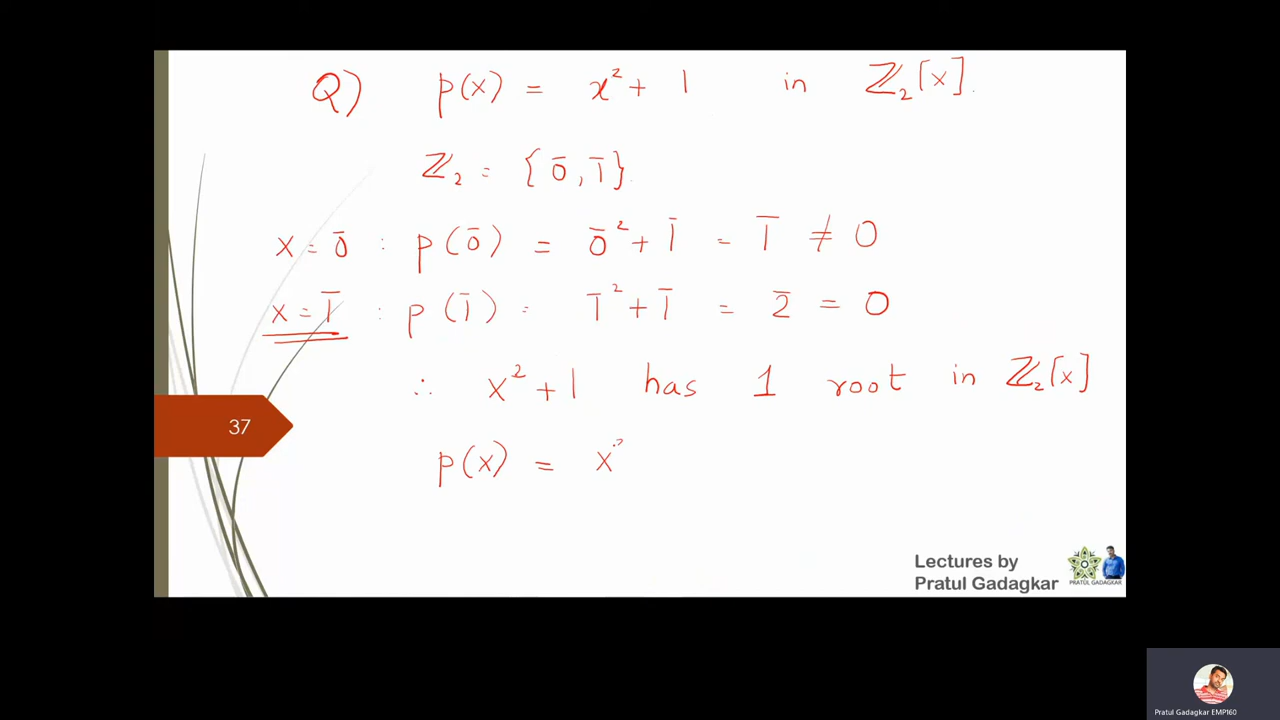 Q) p(x) = x² + 1 in ℤ₂[x].
ℤ₂ = {0̄, 1̄}.
x = 0̄ : p(0̄) = 0̄² + 1̄ = 1̄ ≠ 0
x = 1̄ : p(1̄) = 1̄² + 1̄ = 2̄ = 0
∴ x² + 1 has 1 root in ℤ₂[x]
37
p(x) = x²
Lectures by
Pratul Gadagkar
PRATUL GADAGKAR
Pratul Gadagkar EMP160